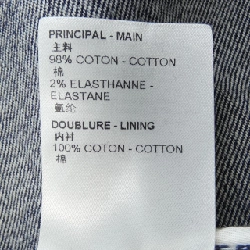 PRINCIPAL - MAIN
主料
98% COTON - COTTON
棉
2% ELASTHANNE -
ELASTANE
氨纶
DOUBLURE - LINING
内衬
100% COTON - COTTON
棉